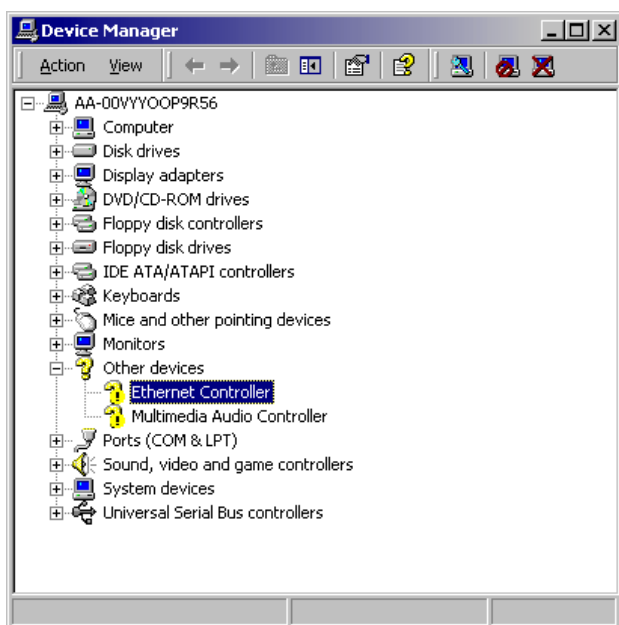 Device Manager
Action View
AA-00VYYOOP9R56
Computer
Disk drives
Display adapters
DVD/CD-ROM drives
Floppy disk controllers
Floppy disk drives
IDE ATA/ATAPI controllers
Keyboards
Mice and other pointing devices
Monitors
Other devices
Ethernet Controller
Multimedia Audio Controller
Ports (COM & LPT)
Sound, video and game controllers
System devices
Universal Serial Bus controllers